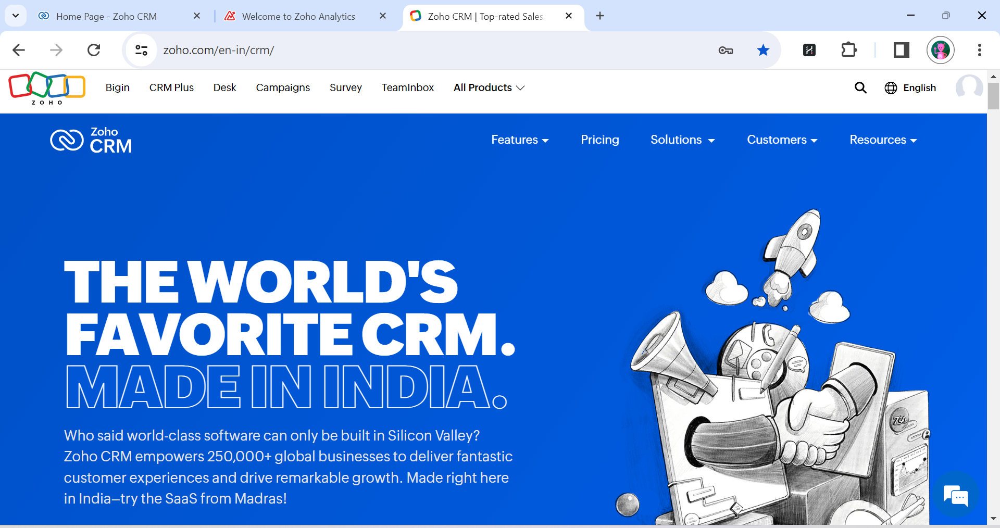 Home Page - Zoho CRM
Welcome to Zoho Analytics
Zoho CRM | Top-rated Sales
zoho.com/en-in/crm/
ZOHO
Bigin
CRM Plus
Desk
Campaigns
Survey
TeamInbox
All Products
English
Zoho
CRM
Features
Pricing
Solutions
Customers
Resources
THE WORLD'S
FAVORITE CRM.
MADE IN INDIA.
Who said world-class software can only be built in Silicon Valley?
Zoho CRM empowers 250,000+ global businesses to deliver fantastic
customer experiences and drive remarkable growth. Made right here
in India—try the SaaS from Madras!